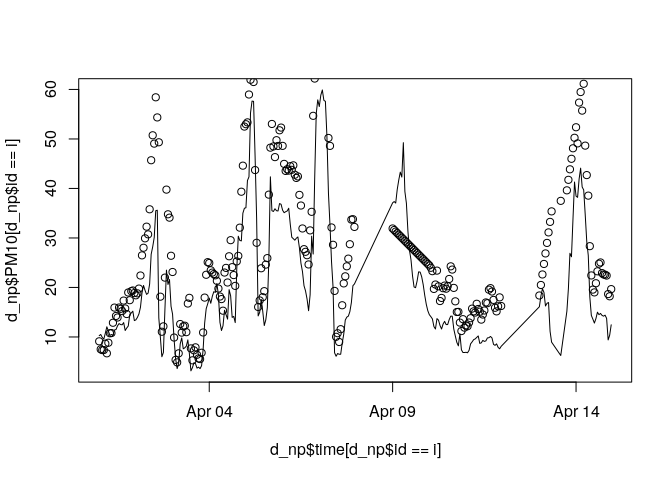 60
50
40
30
20
10
d_np$PM10[d_np$id == i]
Apr 04
Apr 09
Apr 14
d_np$time[d_np$id == i]